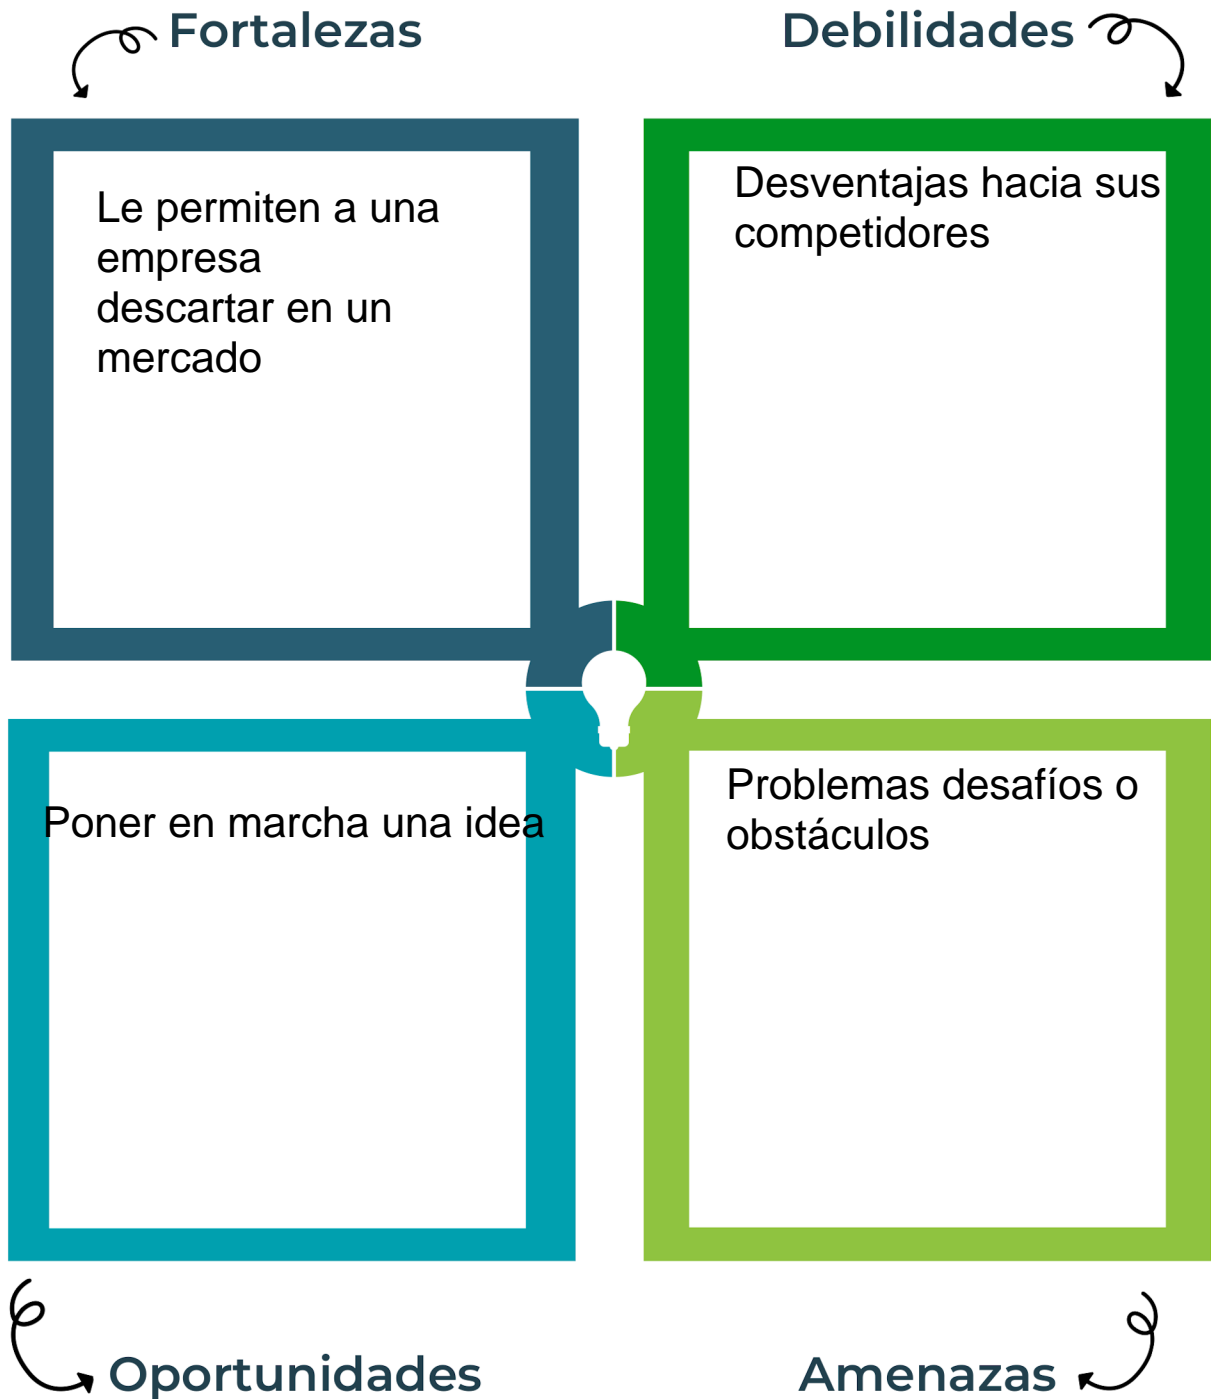 Fortalezas
Le permiten a una
empresa
descartar en un
mercado
Debilidades
Desventajas hacia sus
competidores
Poner en marcha una idea
Oportunidades
Problemas desafíos o
obstáculos
Amenazas